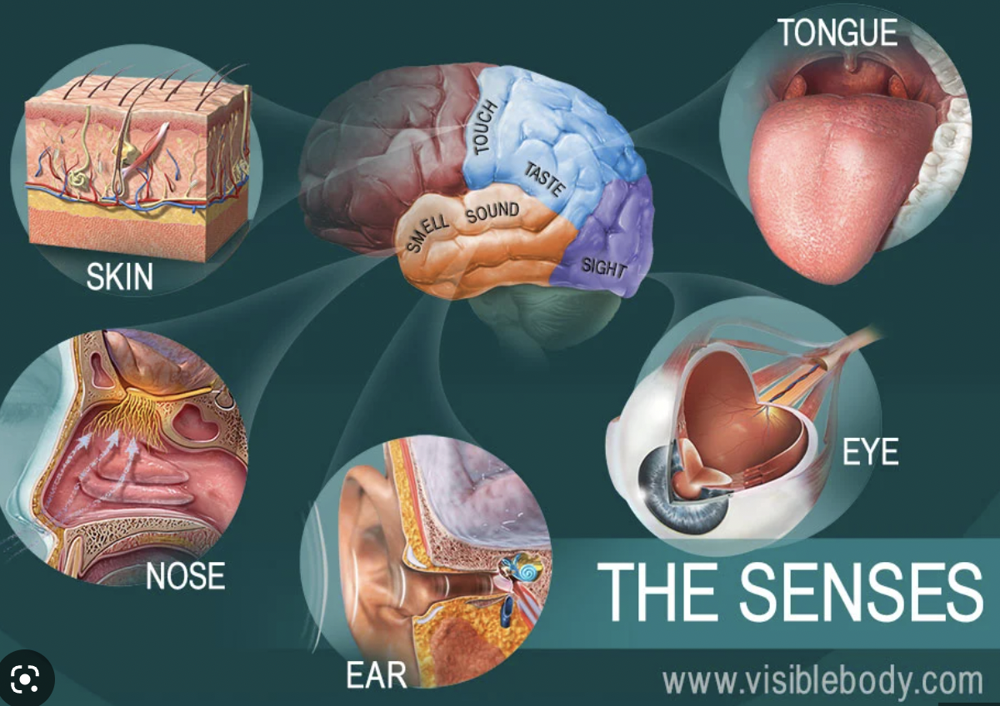 TONGUE
TOUCH
TASTE
SMELL
SOUND
SIGHT
SKIN
EYE
NOSE
THE SENSES
EAR
www.visiblebody.com